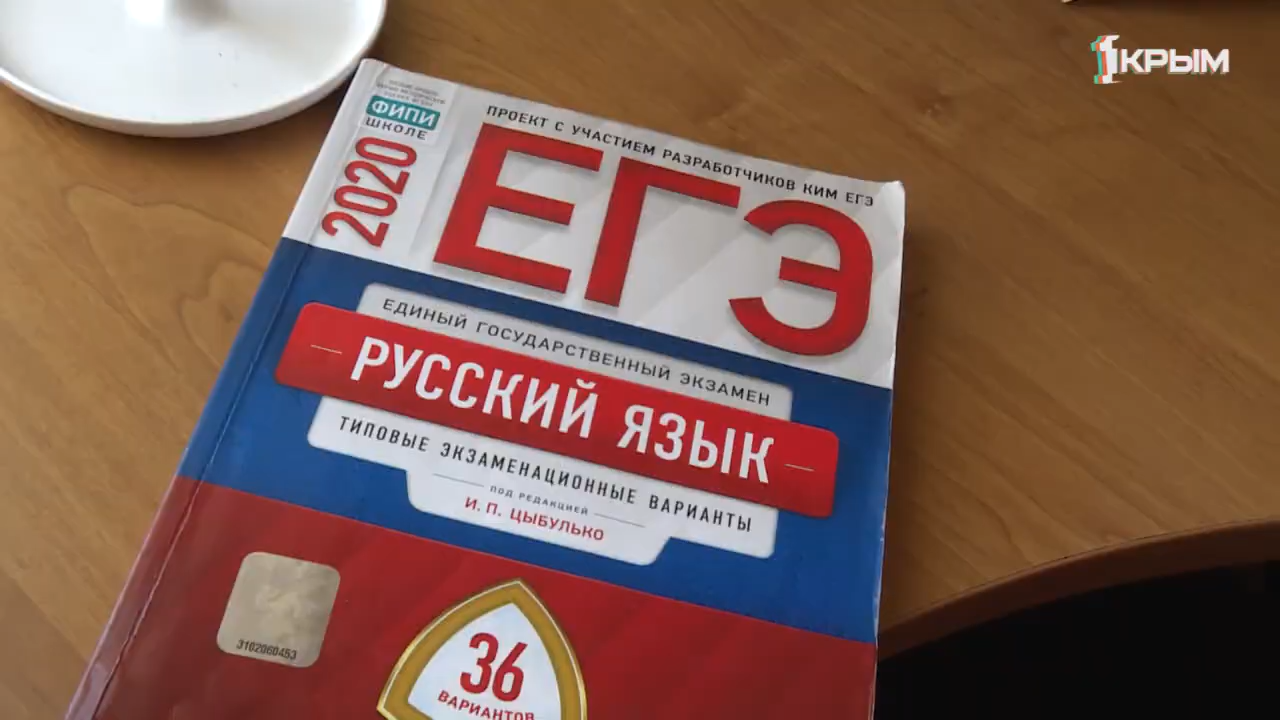 1КРЫМ
ФИПИ
ШКОЛЕ
2020
ПРОЕКТ С УЧАСТИЕМ РАЗРАБОТЧИКОВ КИМ ЕГЭ
ЕГЭ
ЕДИНЫЙ ГОСУДАРСТВЕННЫЙ ЭКЗАМЕН
РУССКИЙ ЯЗЫК
ТИПОВЫЕ ЭКЗАМЕНАЦИОННЫЕ ВАРИАНТЫ
ПОД РЕДАКЦИЕЙ
И. П. ЦЫБУЛЬКО
3102060453
36
ВАРИАНТОВ